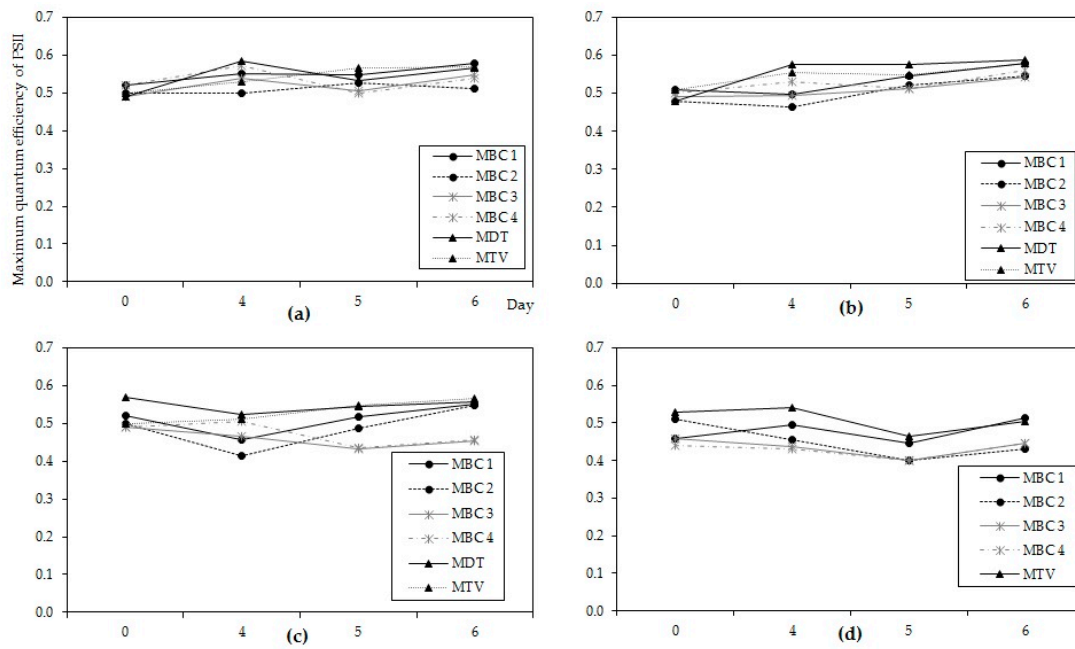 Maximum quantum efficiency of PSII
0.7
0.6
0.5
0.4
0.3
0.2
0.1
0.0
MBC 1
MBC 2
MBC 3
MBC 4
MDT
MTV
0 4 5 6 Day
(a)
0.7
0.6
0.5
0.4
0.3
0.2
0.1
0.0
MBC 1
MBC 2
MBC 3
MBC 4
MDT
MTV
0 4 5 6
(b)
0.7
0.6
0.5
0.4
0.3
0.2
0.1
0.0
MBC 1
MBC 2
MBC 3
MBC 4
MDT
MTV
0 4 5 6
(c)
0.7
0.6
0.5
0.4
0.3
0.2
0.1
0.0
MBC 1
MBC 2
MBC 3
MBC 4
MTV
0 4 5 6
(d)